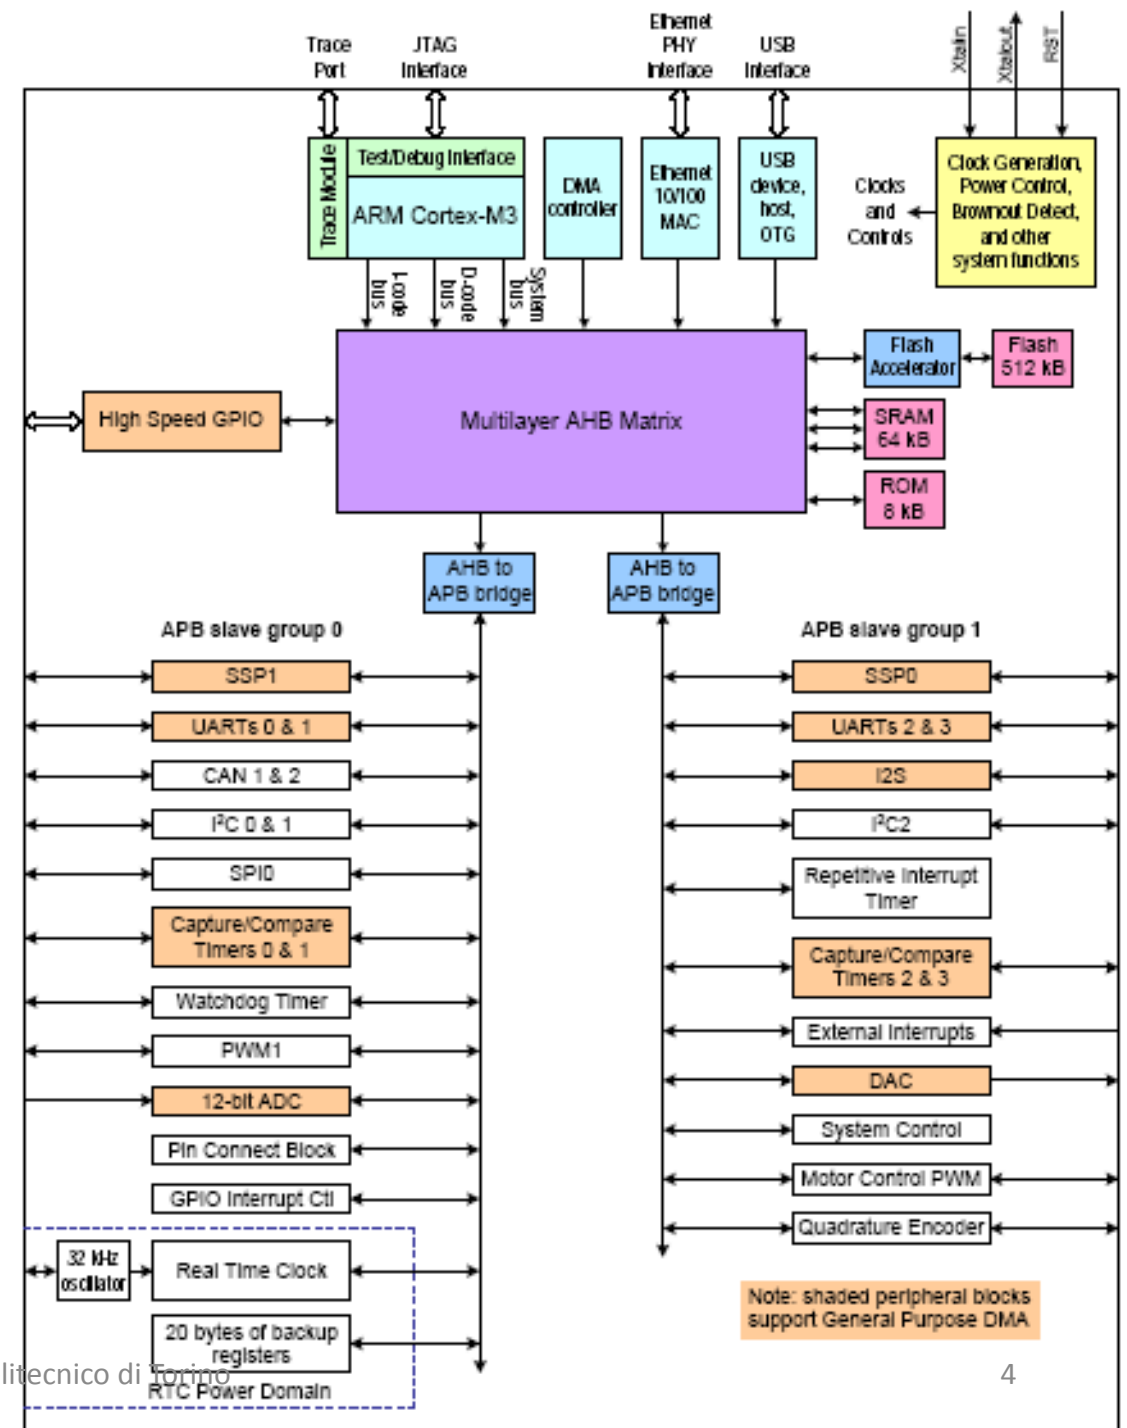 Trace
Port
JTAG
Interface
Ethernet
PHY
Interface
USB
Interface
Xtalin
Xtalout
RST
Trace Module
Test/Debug Interface
ARM Cortex-M3
DMA
controller
Ethernet
10/100
MAC
USB
device,
host,
OTG
Clocks
and
Controls
Clock Generation,
Power Control,
Brownout Detect,
and other
system functions
I-code
bus
D-code
bus
System
bus
Multilayer AHB Matrix
High Speed GPIO
Flash
Accelerator
Flash
512 kB
SRAM
64 kB
ROM
8 kB
AHB to
APB bridge
AHB to
APB bridge
APB slave group 0
SSP1
UARTs 0 & 1
CAN 1 & 2
I²C 0 & 1
SPI0
Capture/Compare
Timers 0 & 1
Watchdog Timer
PWM1
12-bit ADC
Pin Connect Block
GPIO Interrupt Ctl
32 kHz
oscillator
Real Time Clock
20 bytes of backup
registers
RTC Power Domain
APB slave group 1
SSP0
UARTs 2 & 3
I2S
I²C2
Repetitive Interrupt
Timer
Capture/Compare
Timers 2 & 3
External Interrupts
DAC
System Control
Motor Control PWM
Quadrature Encoder
Note: shaded peripheral blocks
support General Purpose DMA
litecnico di Torino
4